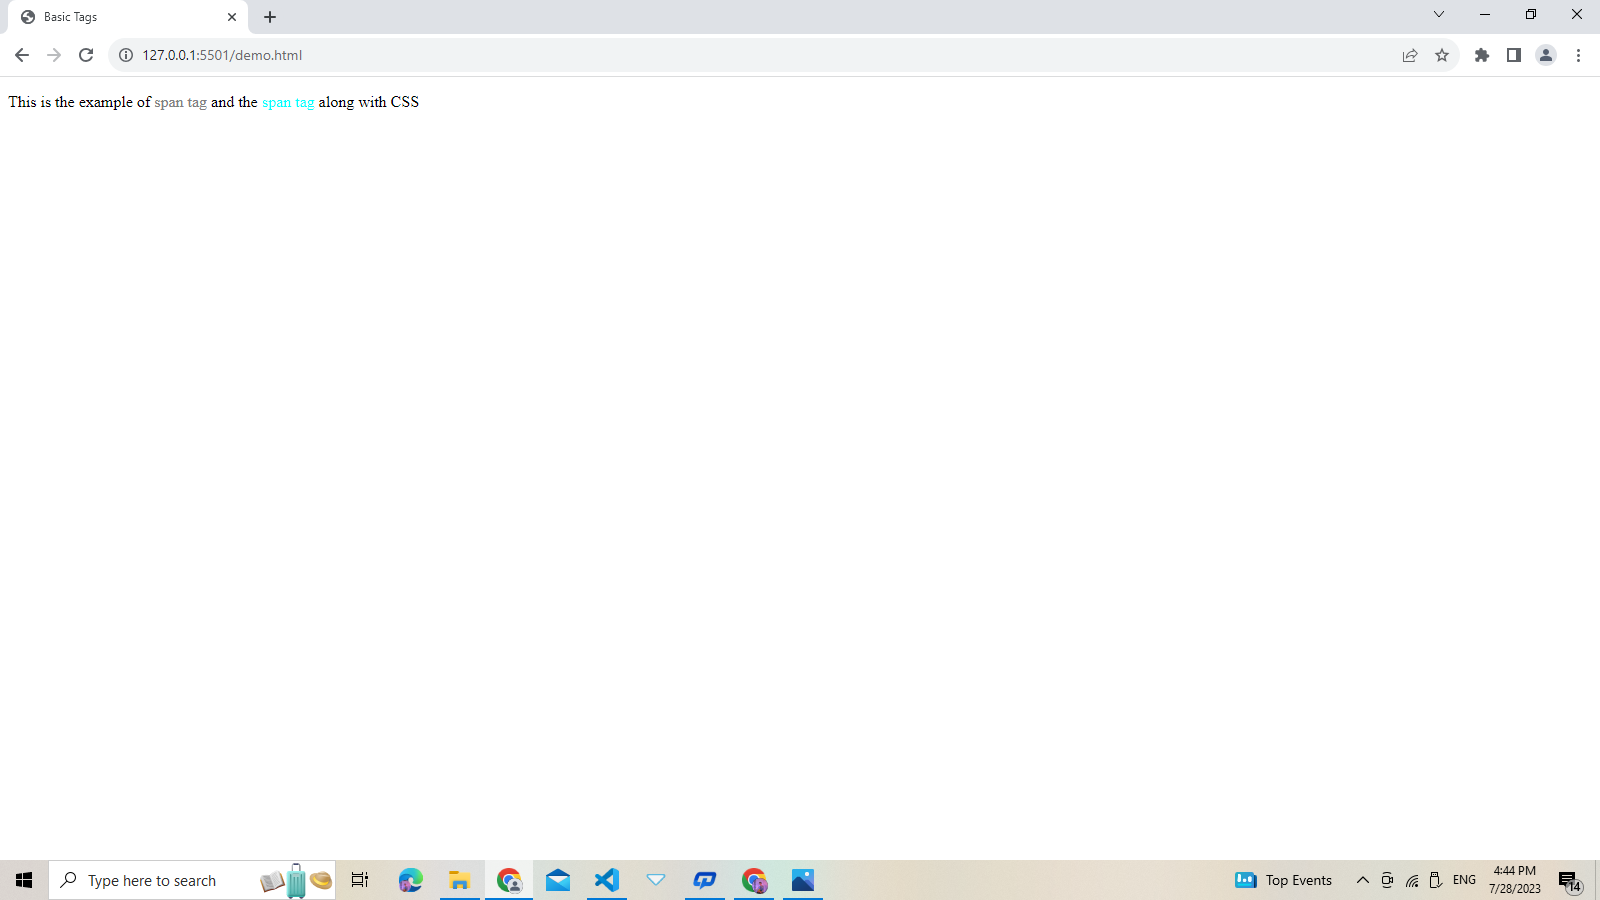 Basic Tags
127.0.0.1:5501/demo.html
This is the example of span tag and the span tag along with CSS
Type here to search
Top Events
ENG
4:44 PM
7/28/2023
14